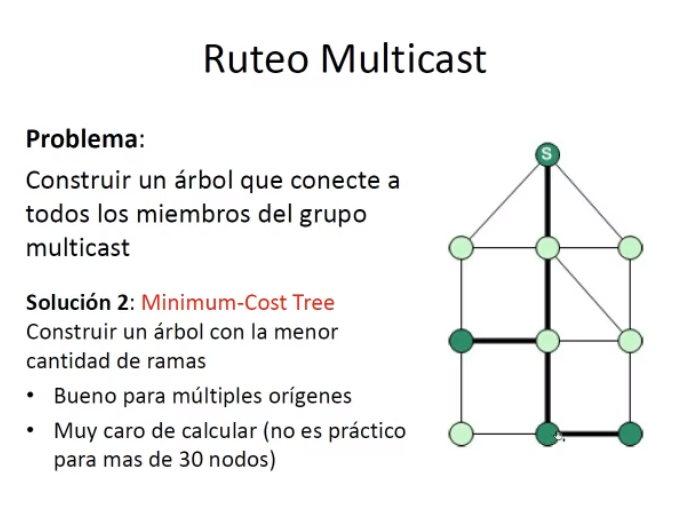 Ruteo Multicast
Problema:
Construir un árbol que conecte a
todos los miembros del grupo
multicast
Solución 2: Minimum-Cost Tree
Construir un árbol con la menor
cantidad de ramas
• Bueno para múltiples orígenes
• Muy caro de calcular (no es práctico
para mas de 30 nodos)
S